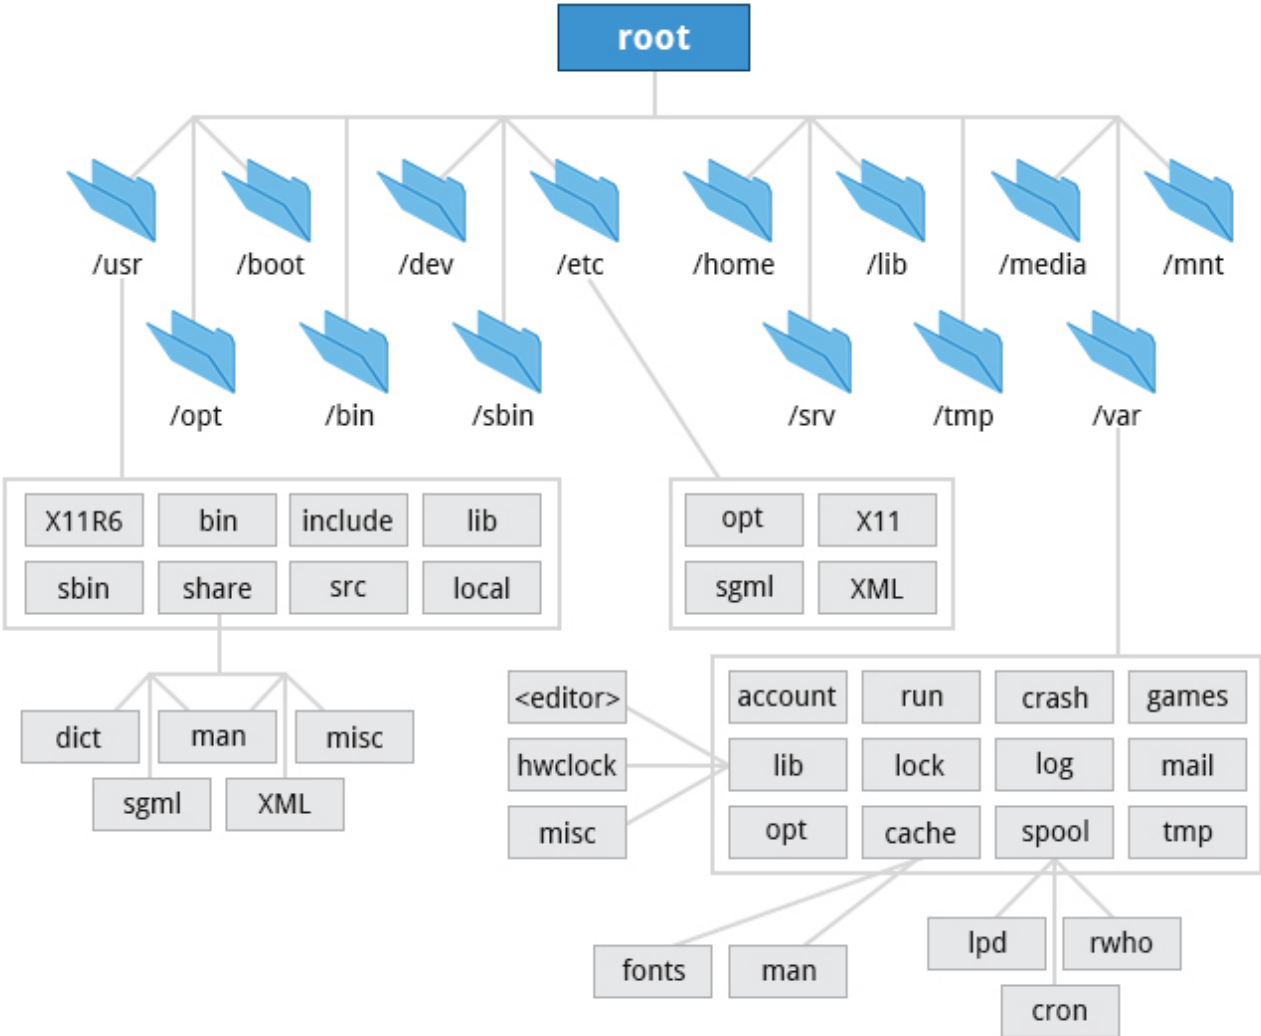 root
/usr
/boot
/dev
/etc
/home
/lib
/media
/mnt
/opt
/bin
/sbin
/srv
/tmp
/var
X11R6 bin include lib
sbin share src local
opt X11
sgml XML
dict man misc
sgml XML
<editor>
hwclock
misc
account run crash games
lib lock log mail
opt cache spool tmp
fonts man
lpd rwho
cron